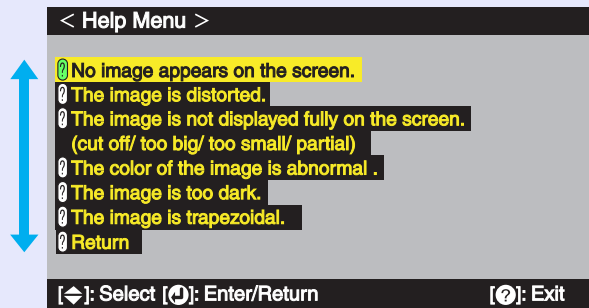 < Help Menu >
? No image appears on the screen.
? The image is distorted.
? The image is not displayed fully on the screen.
(cut off/ too big/ too small/ partial)
? The color of the image is abnormal .
? The image is too dark.
? The image is trapezoidal.
? Return
[◆]: Select [⏎]: Enter/Return [?]: Exit